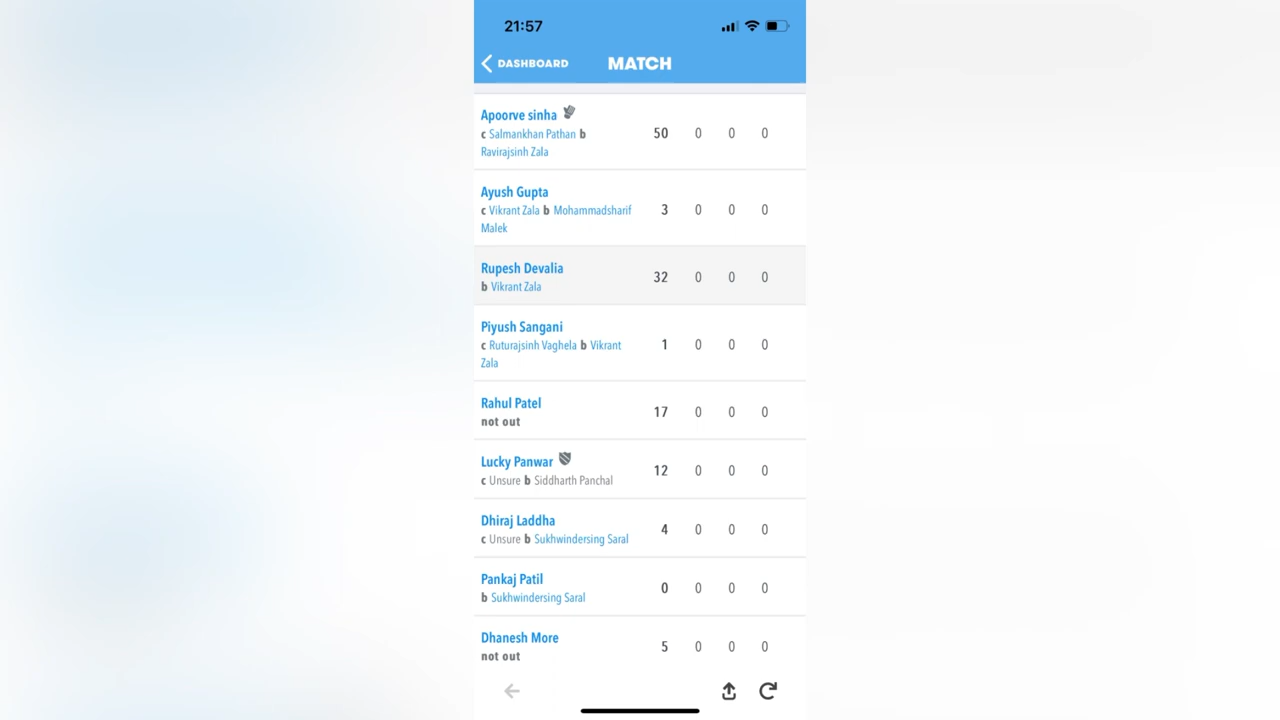 21:57
DASHBOARD MATCH
Apoorve sinha
c Salmankhan Pathan b 50 0 0 0
Ravirajsinh Zala
Ayush Gupta
c Vikrant Zala b Mohammadsharif 3 0 0 0
Malek
Rupesh Devalia
32 0 0 0
b Vikrant Zala
Piyush Sangani
c Ruturajsinh Vaghela b Vikrant 1 0 0 0
Zala
Rahul Patel
17 0 0 0
not out
Lucky Panwar
12 0 0 0
c Unsure b Siddharth Panchal
Dhiraj Laddha
4 0 0 0
c Unsure b Sukhwindersing Saral
Pankaj Patil
0 0 0 0
b Sukhwindersing Saral
Dhanesh More
5 0 0 0
not out